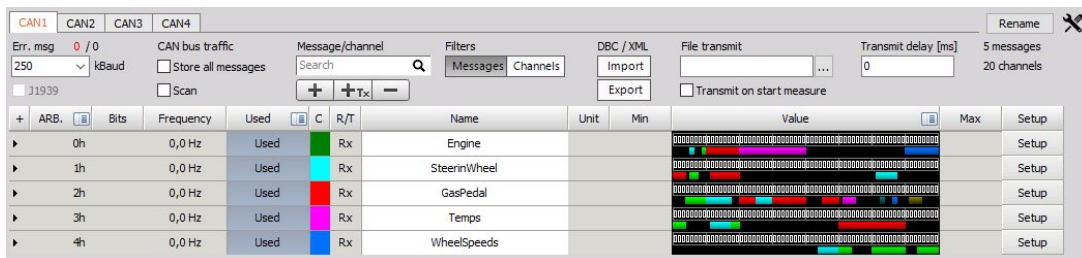 CAN1 CAN2 CAN3 CAN4 Rename
Err. msg 0 / 0 CAN bus traffic Message/channel Filters DBC / XML File transmit Transmit delay [ms] 5 messages
250 kBaud Store all messages Search Messages Channels Import ... 0 20 channels
J1939 Scan + +Tx − Export Transmit on start measure
+ ARB. Bits Frequency Used C R/T Name Unit Min Value Max Setup
0h 0,0 Hz Used Rx Engine Setup
1h 0,0 Hz Used Rx SteerinWheel Setup
2h 0,0 Hz Used Rx GasPedal Setup
3h 0,0 Hz Used Rx Temps Setup
4h 0,0 Hz Used Rx WheelSpeeds Setup